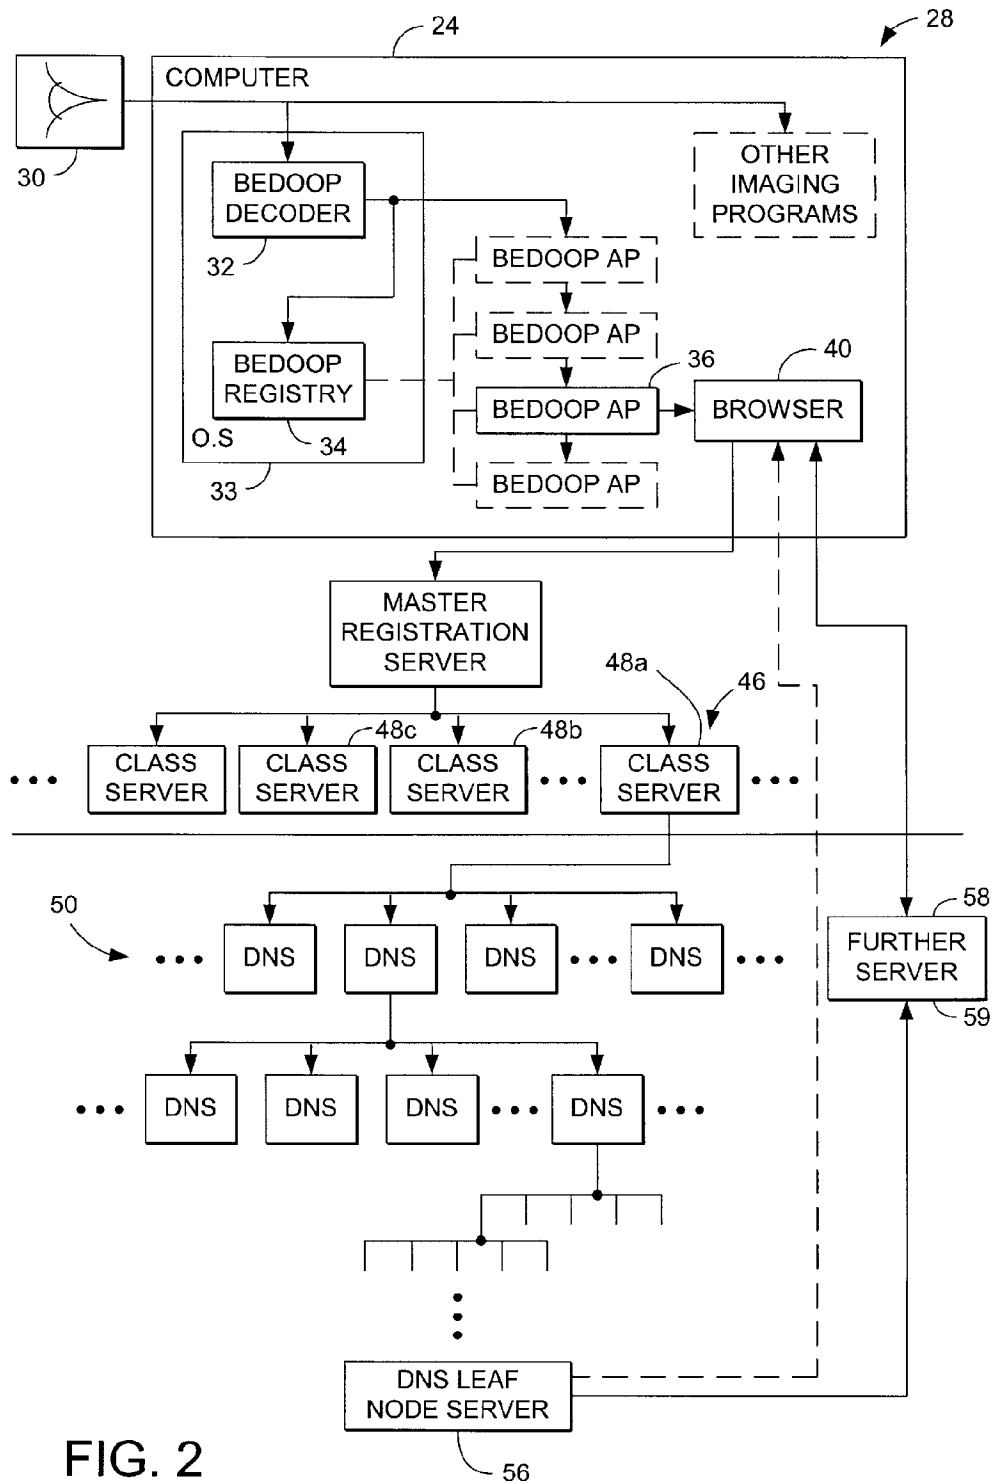 24
28
COMPUTER
30
BEDOOP
DECODER
32
OTHER
IMAGING
PROGRAMS
BEDOOP AP
BEDOOP AP
36
40
BEDOOP
REGISTRY
BEDOOP AP
BROWSER
O.S
34
33
BEDOOP AP
MASTER
REGISTRATION
SERVER
48a
46
48c
48b
CLASS
SERVER
CLASS
SERVER
CLASS
SERVER
CLASS
SERVER
50
58
DNS
DNS
DNS
DNS
FURTHER
SERVER
59
DNS
DNS
DNS
DNS
DNS LEAF
NODE SERVER
56
FIG. 2